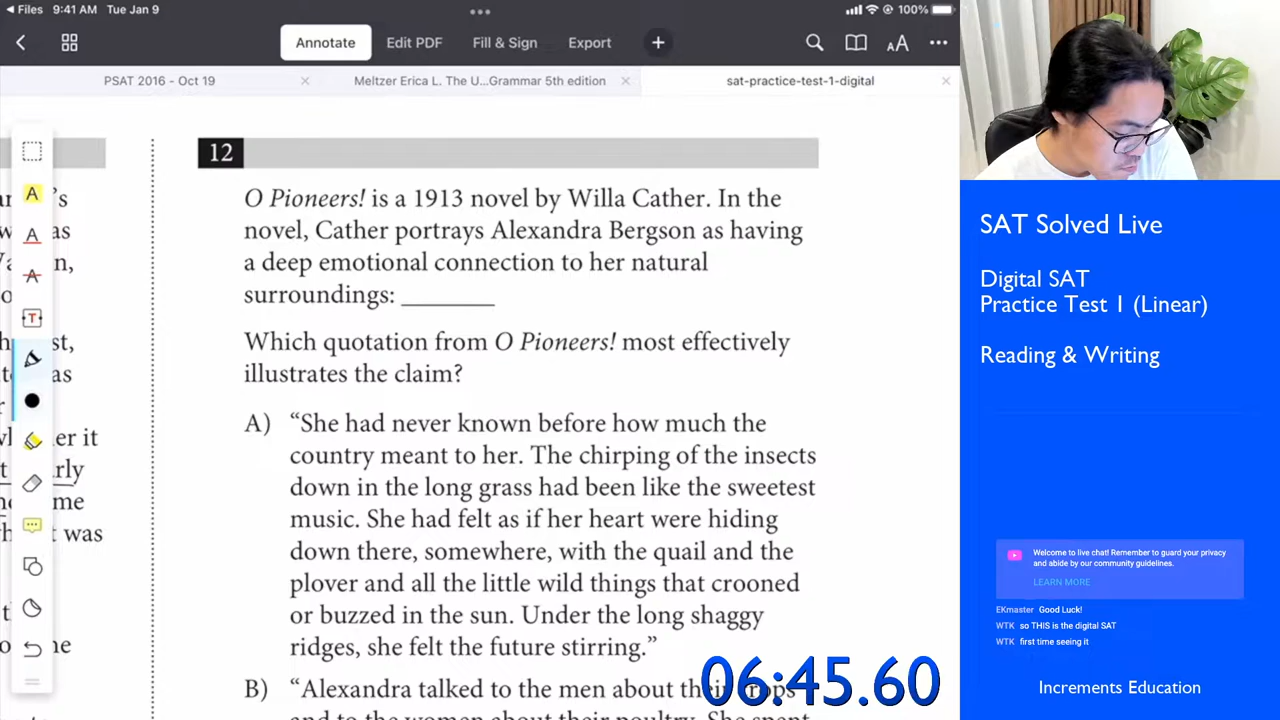 Files 9:41 AM Tue Jan 9
100%
Annotate
Edit PDF
Fill & Sign
Export
PSAT 2016 - Oct 19
Meltzer Erica L. The U...Grammar 5th edition
sat-practice-test-1-digital
12
O Pioneers! is a 1913 novel by Willa Cather. In the
novel, Cather portrays Alexandra Bergson as having
a deep emotional connection to her natural
surroundings: ________
Which quotation from O Pioneers! most effectively
illustrates the claim?
A) “She had never known before how much the
country meant to her. The chirping of the insects
down in the long grass had been like the sweetest
music. She had felt as if her heart were hiding
down there, somewhere, with the quail and the
plover and all the little wild things that crooned
or buzzed in the sun. Under the long shaggy
ridges, she felt the future stirring.”
B) “Alexandra talked to the men about their crops
and to the women about their poultry. She spent
06:45.60
SAT Solved Live
Digital SAT
Practice Test 1 (Linear)
Reading & Writing
Welcome to live chat! Remember to guard your privacy
and abide by our community guidelines.
LEARN MORE
EKmaster Good Luck!
WTK so THIS is the digital SAT
WTK first time seeing it
Increments Education